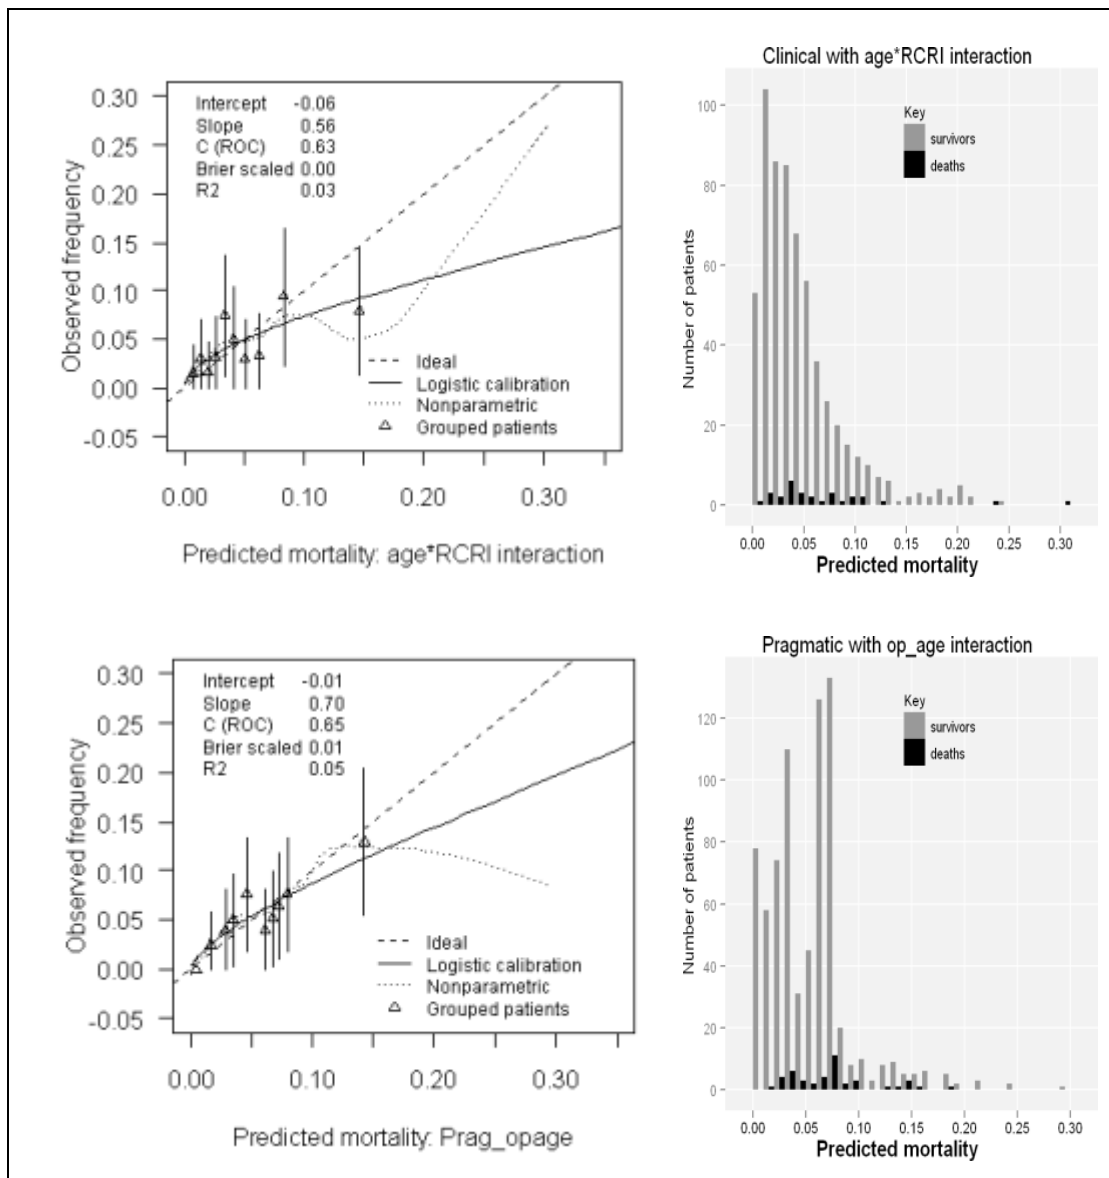 Intercept -0.06
Slope 0.56
C (ROC) 0.63
Brier scaled 0.00
R2 0.03
Observed frequency
0.30
0.25
0.20
0.15
0.10
0.05
0.00
-0.05
Ideal
Logistic calibration
Nonparametric
Grouped patients
0.00 0.10 0.20 0.30
Predicted mortality: age*RCRI interaction
Clinical with age*RCRI interaction
Key
survivors
deaths
Number of patients
100
80
60
40
20
0
0.00 0.05 0.10 0.15 0.20 0.25 0.30
Predicted mortality
Intercept -0.01
Slope 0.70
C (ROC) 0.65
Brier scaled 0.01
R2 0.05
Observed frequency
0.30
0.25
0.20
0.15
0.10
0.05
0.00
-0.05
Ideal
Logistic calibration
Nonparametric
Grouped patients
0.00 0.10 0.20 0.30
Predicted mortality: Prag_opage
Pragmatic with op_age interaction
Key
survivors
deaths
Number of patients
120
100
80
60
40
20
0
0.00 0.05 0.10 0.15 0.20 0.25 0.30
Predicted mortality